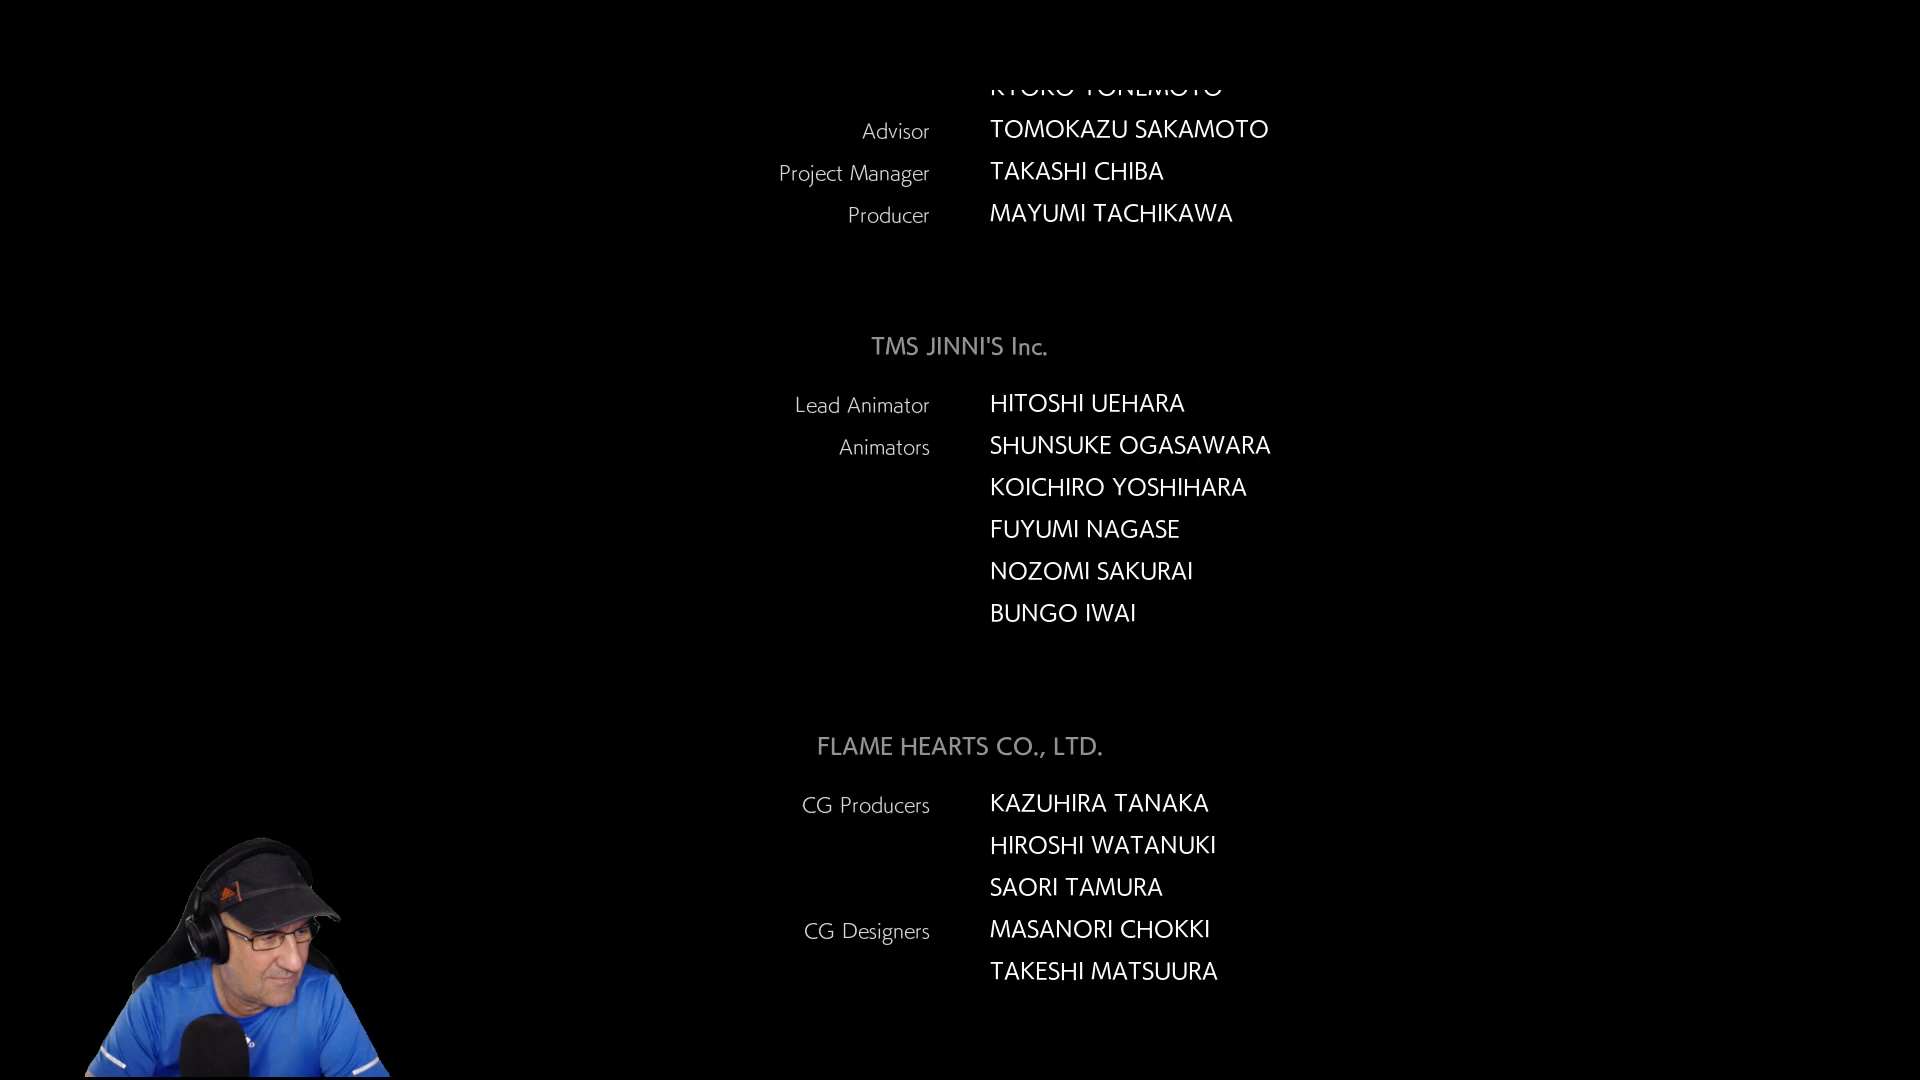 Advisor TOMOKAZU SAKAMOTO
Project Manager TAKASHI CHIBA
Producer MAYUMI TACHIKAWA
TMS JINNI'S Inc.
Lead Animator HITOSHI UEHARA
Animators SHUNSUKE OGASAWARA
KOICHIRO YOSHIHARA
FUYUMI NAGASE
NOZOMI SAKURAI
BUNGO IWAI
FLAME HEARTS CO., LTD.
CG Producers KAZUHIRA TANAKA
HIROSHI WATANUKI
SAORI TAMURA
CG Designers MASANORI CHOKKI
TAKESHI MATSUURA